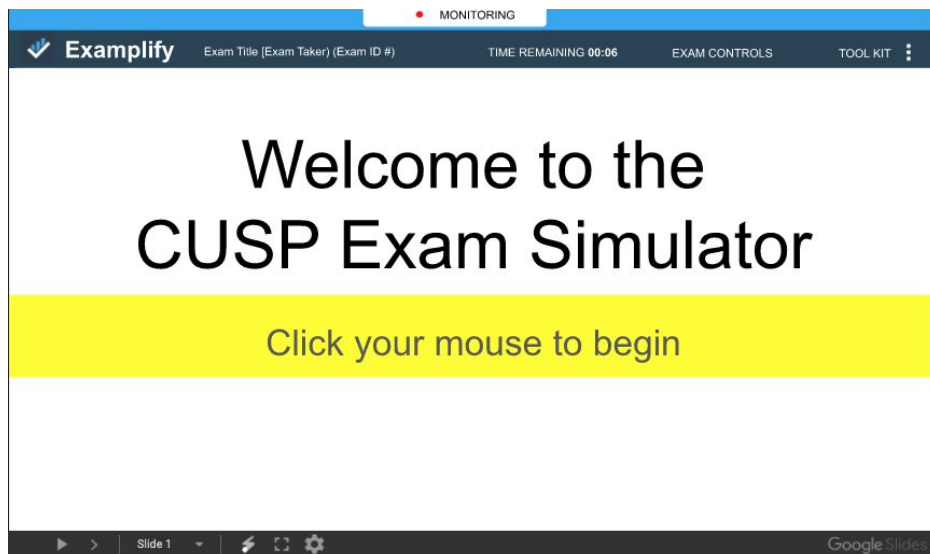 MONITORING
Examplify Exam Title [Exam Taker) (Exam ID #) TIME REMAINING 00:06 EXAM CONTROLS TOOL KIT
Welcome to the
CUSP Exam Simulator
Click your mouse to begin
Slide 1 Google Slides